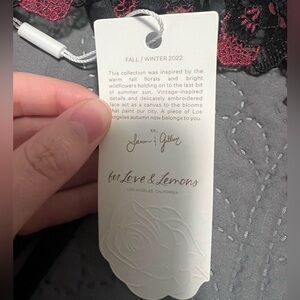 FALL / WINTER 2022
This collection was inspired by the
warm fall florals and bright
wildflowers holding on to the last bit
of summer sun. Vintage-inspired
details and delicately embroidered
lace act as a canvas to the blooms
that paint our city. A piece of Los
Angeles autumn now belongs to you.
xx,
for Love & Lemons
LOS ANGELES, CALIFORNIA